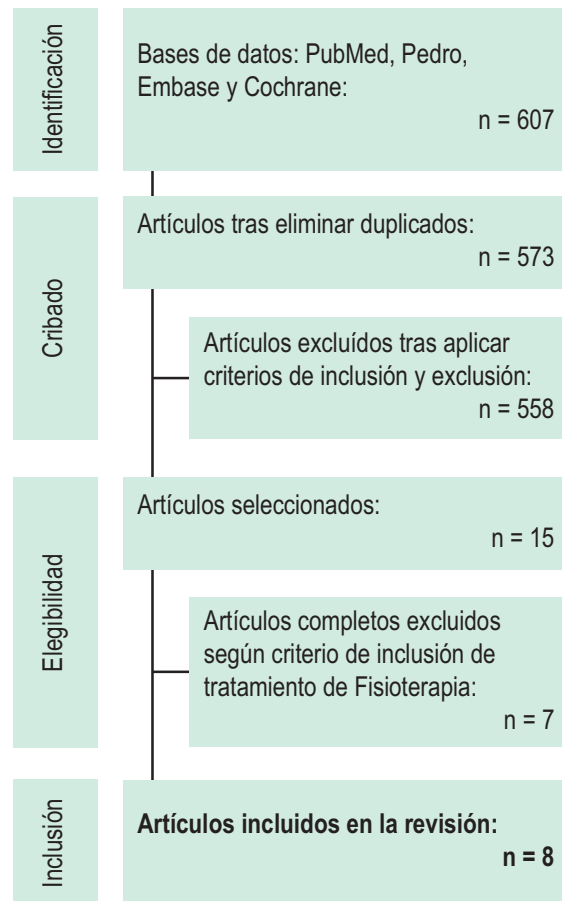 Identificación
Bases de datos: PubMed, Pedro,
Embase y Cochrane:
n = 607
Cribado
Artículos tras eliminar duplicados:
n = 573
Artículos excluídos tras aplicar
criterios de inclusión y exclusión:
n = 558
Elegibilidad
Artículos seleccionados:
n = 15
Artículos completos excluidos
según criterio de inclusión de
tratamiento de Fisioterapia:
n = 7
Inclusión
Artículos incluidos en la revisión:
n = 8